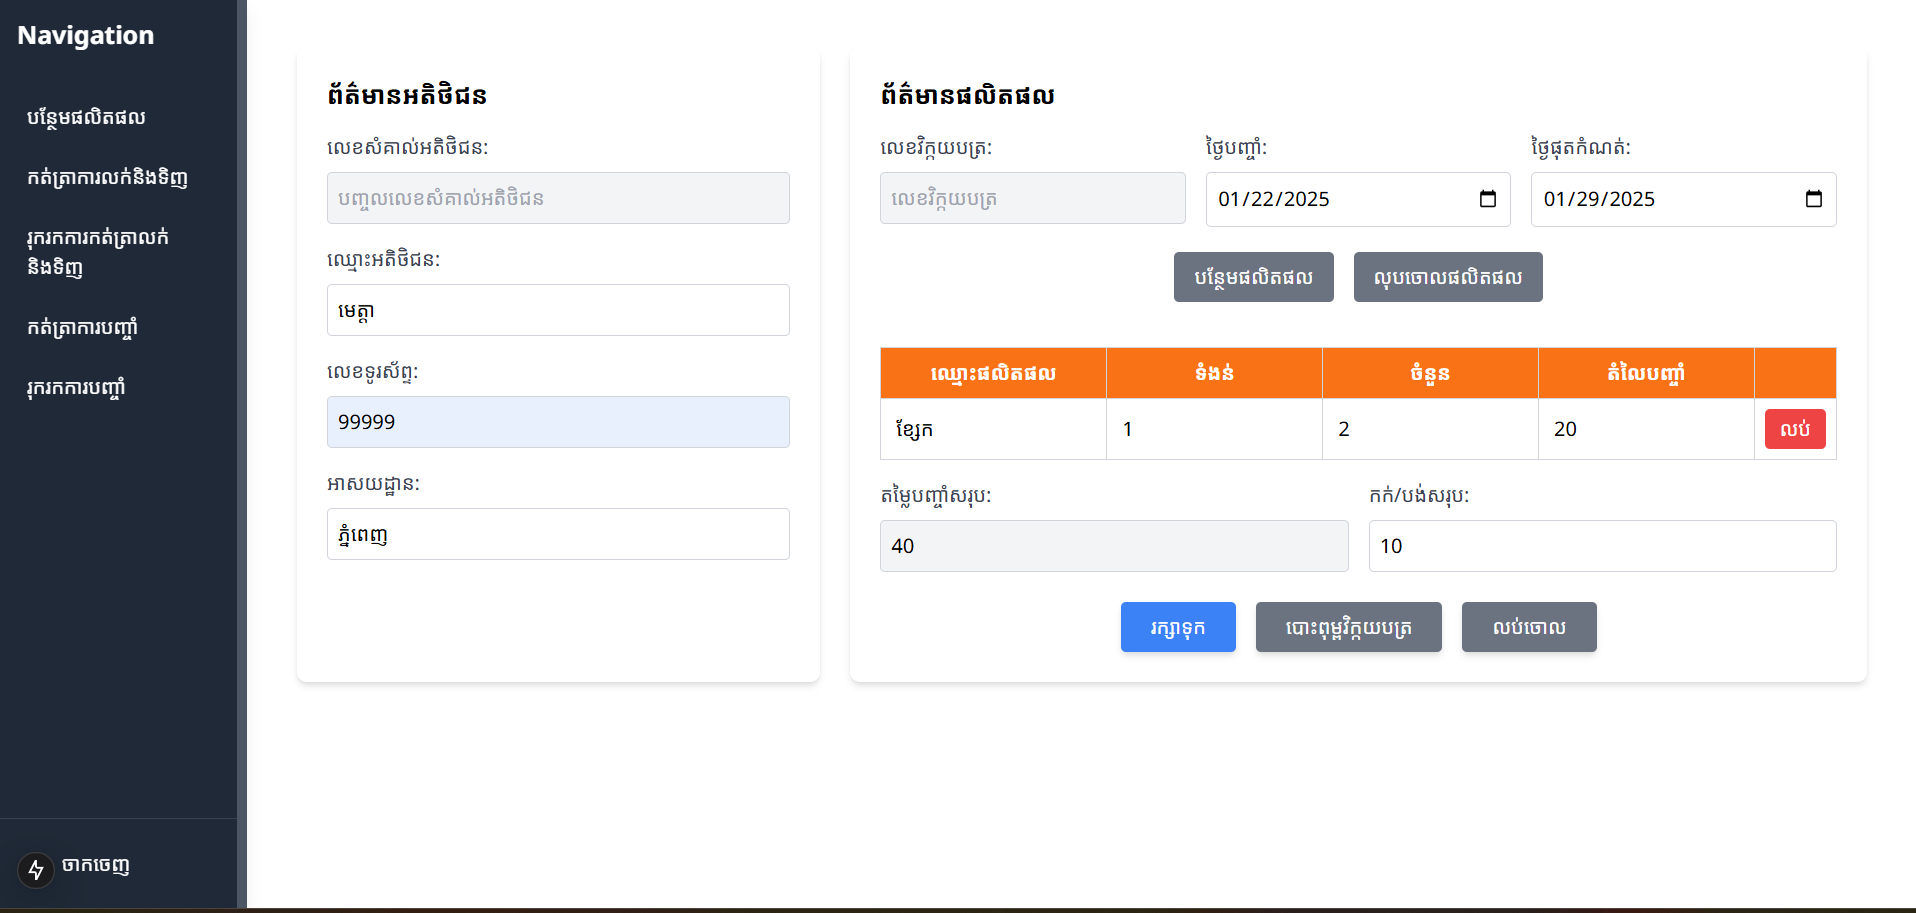 Navigation
បន្ថែមផលិតផល
កត់ត្រាការលក់និងទិញ
រុករកការកត់ត្រាលក់
និងទិញ
កត់ត្រាការបញ្ចាំ
រុករកការបញ្ចាំ
ចាកចេញ
ព័ត៌មានអតិថិជន
លេខសំគាល់អតិថិជន:
បញ្ចូលលេខសំគាល់អតិថិជន
ឈ្មោះអតិថិជន:
មេត្តា
លេខទូរស័ព្ទ:
99999
អាសយដ្ឋាន:
ភ្នំពេញ
ព័ត៌មានផលិតផល
លេខវិក្កយបត្រ: ថ្ងៃបញ្ចាំ: ថ្ងៃផុតកំណត់:
លេខវិក្កយបត្រ 01/22/2025 01/29/2025
បន្ថែមផលិតផល លុបចោលផលិតផល
ឈ្មោះផលិតផល ទំងន់ ចំនួន តំលៃបញ្ចាំ
ខ្សែក 1 2 20 លប់
តម្លៃបញ្ចាំសរុប: កក់/បង់សរុប:
40 10
រក្សាទុក បោះពុម្ពវិក្កយបត្រ លប់ចោល